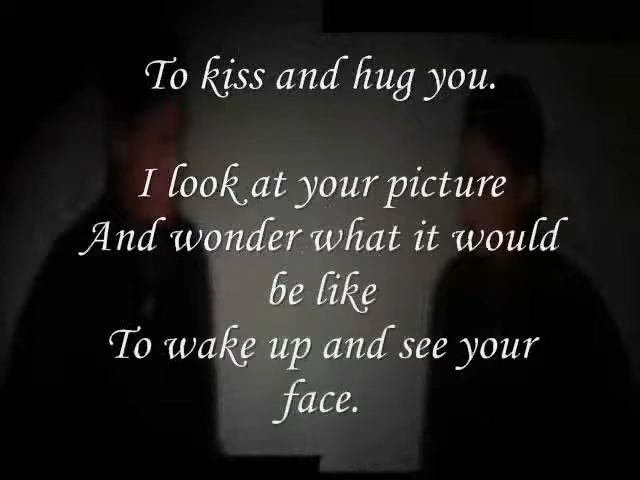 To kiss and hug you.
I look at your picture
And wonder what it would
be like
To wake up and see your
face.